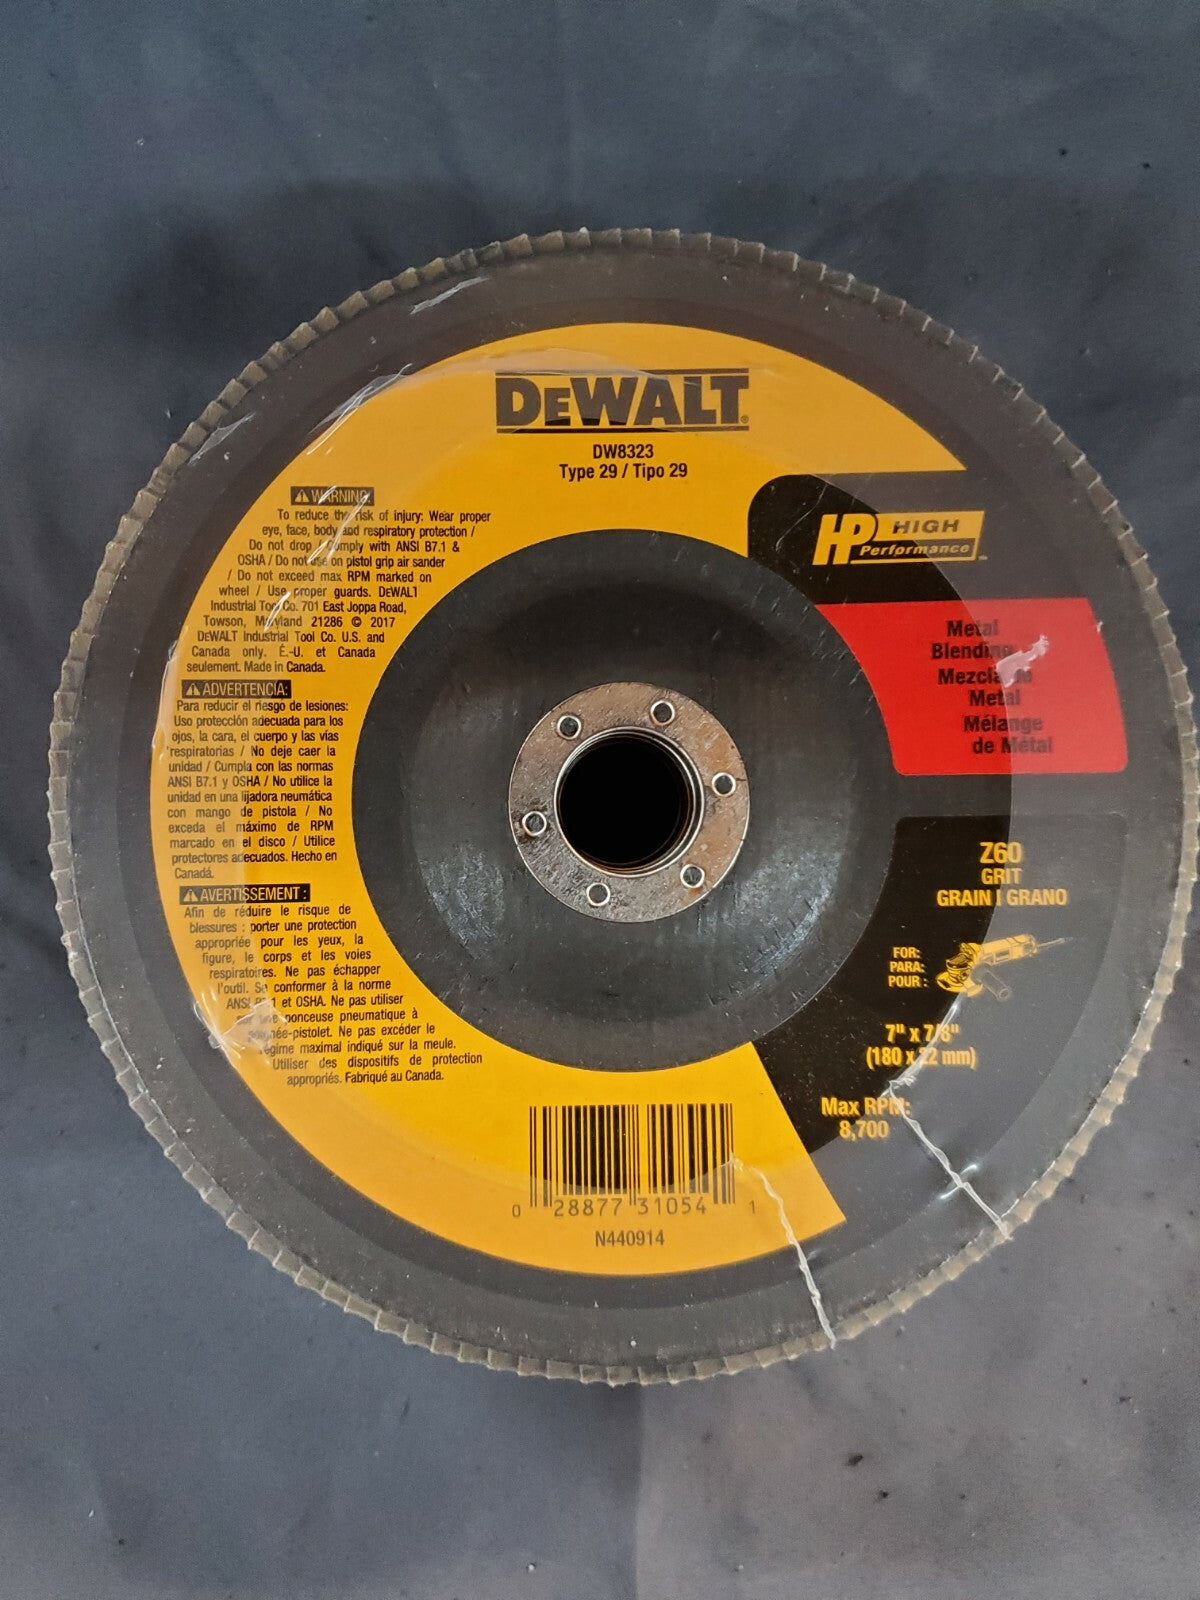 DEWALT®
DW8323
Type 29 / Tipo 29
WARNING:
To reduce the risk of injury: Wear proper
eye, face, body and respiratory protection /
Do not drop / Comply with ANSI B7.1 &
OSHA / Do not use on pistol grip air sander
/ Do not exceed max RPM marked on
wheel / Use proper guards. DEWALT
Industrial Tool Co. 701 East Joppa Road,
Towson, Maryland 21286 © 2017
DEWALT Industrial Tool Co. U.S. and
Canada only. É.-U. et Canada
seulement. Made in Canada.
ADVERTENCIA:
Para reducir el riesgo de lesiones:
Uso protección adecuada para los
ojos, la cara, el cuerpo y las vías
respiratorias / No deje caer la
unidad / Cumpla con las normas
ANSI B7.1 y OSHA / No utilice la
unidad en una lijadora neumática
con mango de pistola / No
exceda el máximo de RPM
marcado en el disco / Utilice
protectores adecuados. Hecho en
Canadá.
AVERTISSEMENT :
Afin de réduire le risque de
blessures : porter une protection
appropriée pour les yeux, la
figure, le corps et les voies
respiratoires. Ne pas échapper
l'outil. Se conformer à la norme
ANSI B7.1 et OSHA. Ne pas utiliser
sur une ponceuse pneumatique à
poignée-pistolet. Ne pas excéder le
régime maximal indiqué sur la meule.
Utiliser des dispositifs de protection
appropriés. Fabriqué au Canada.
HP HIGH
Performance™
Metal
Blending
Mezcla de
Metal
Mélange
de Métal
Z60
GRIT
GRAIN I GRANO
FOR:
PARA:
POUR :
7" x 7/8"
(180 x 22 mm)
Max RPM:
8,700
0 28877 31054 1
N440914